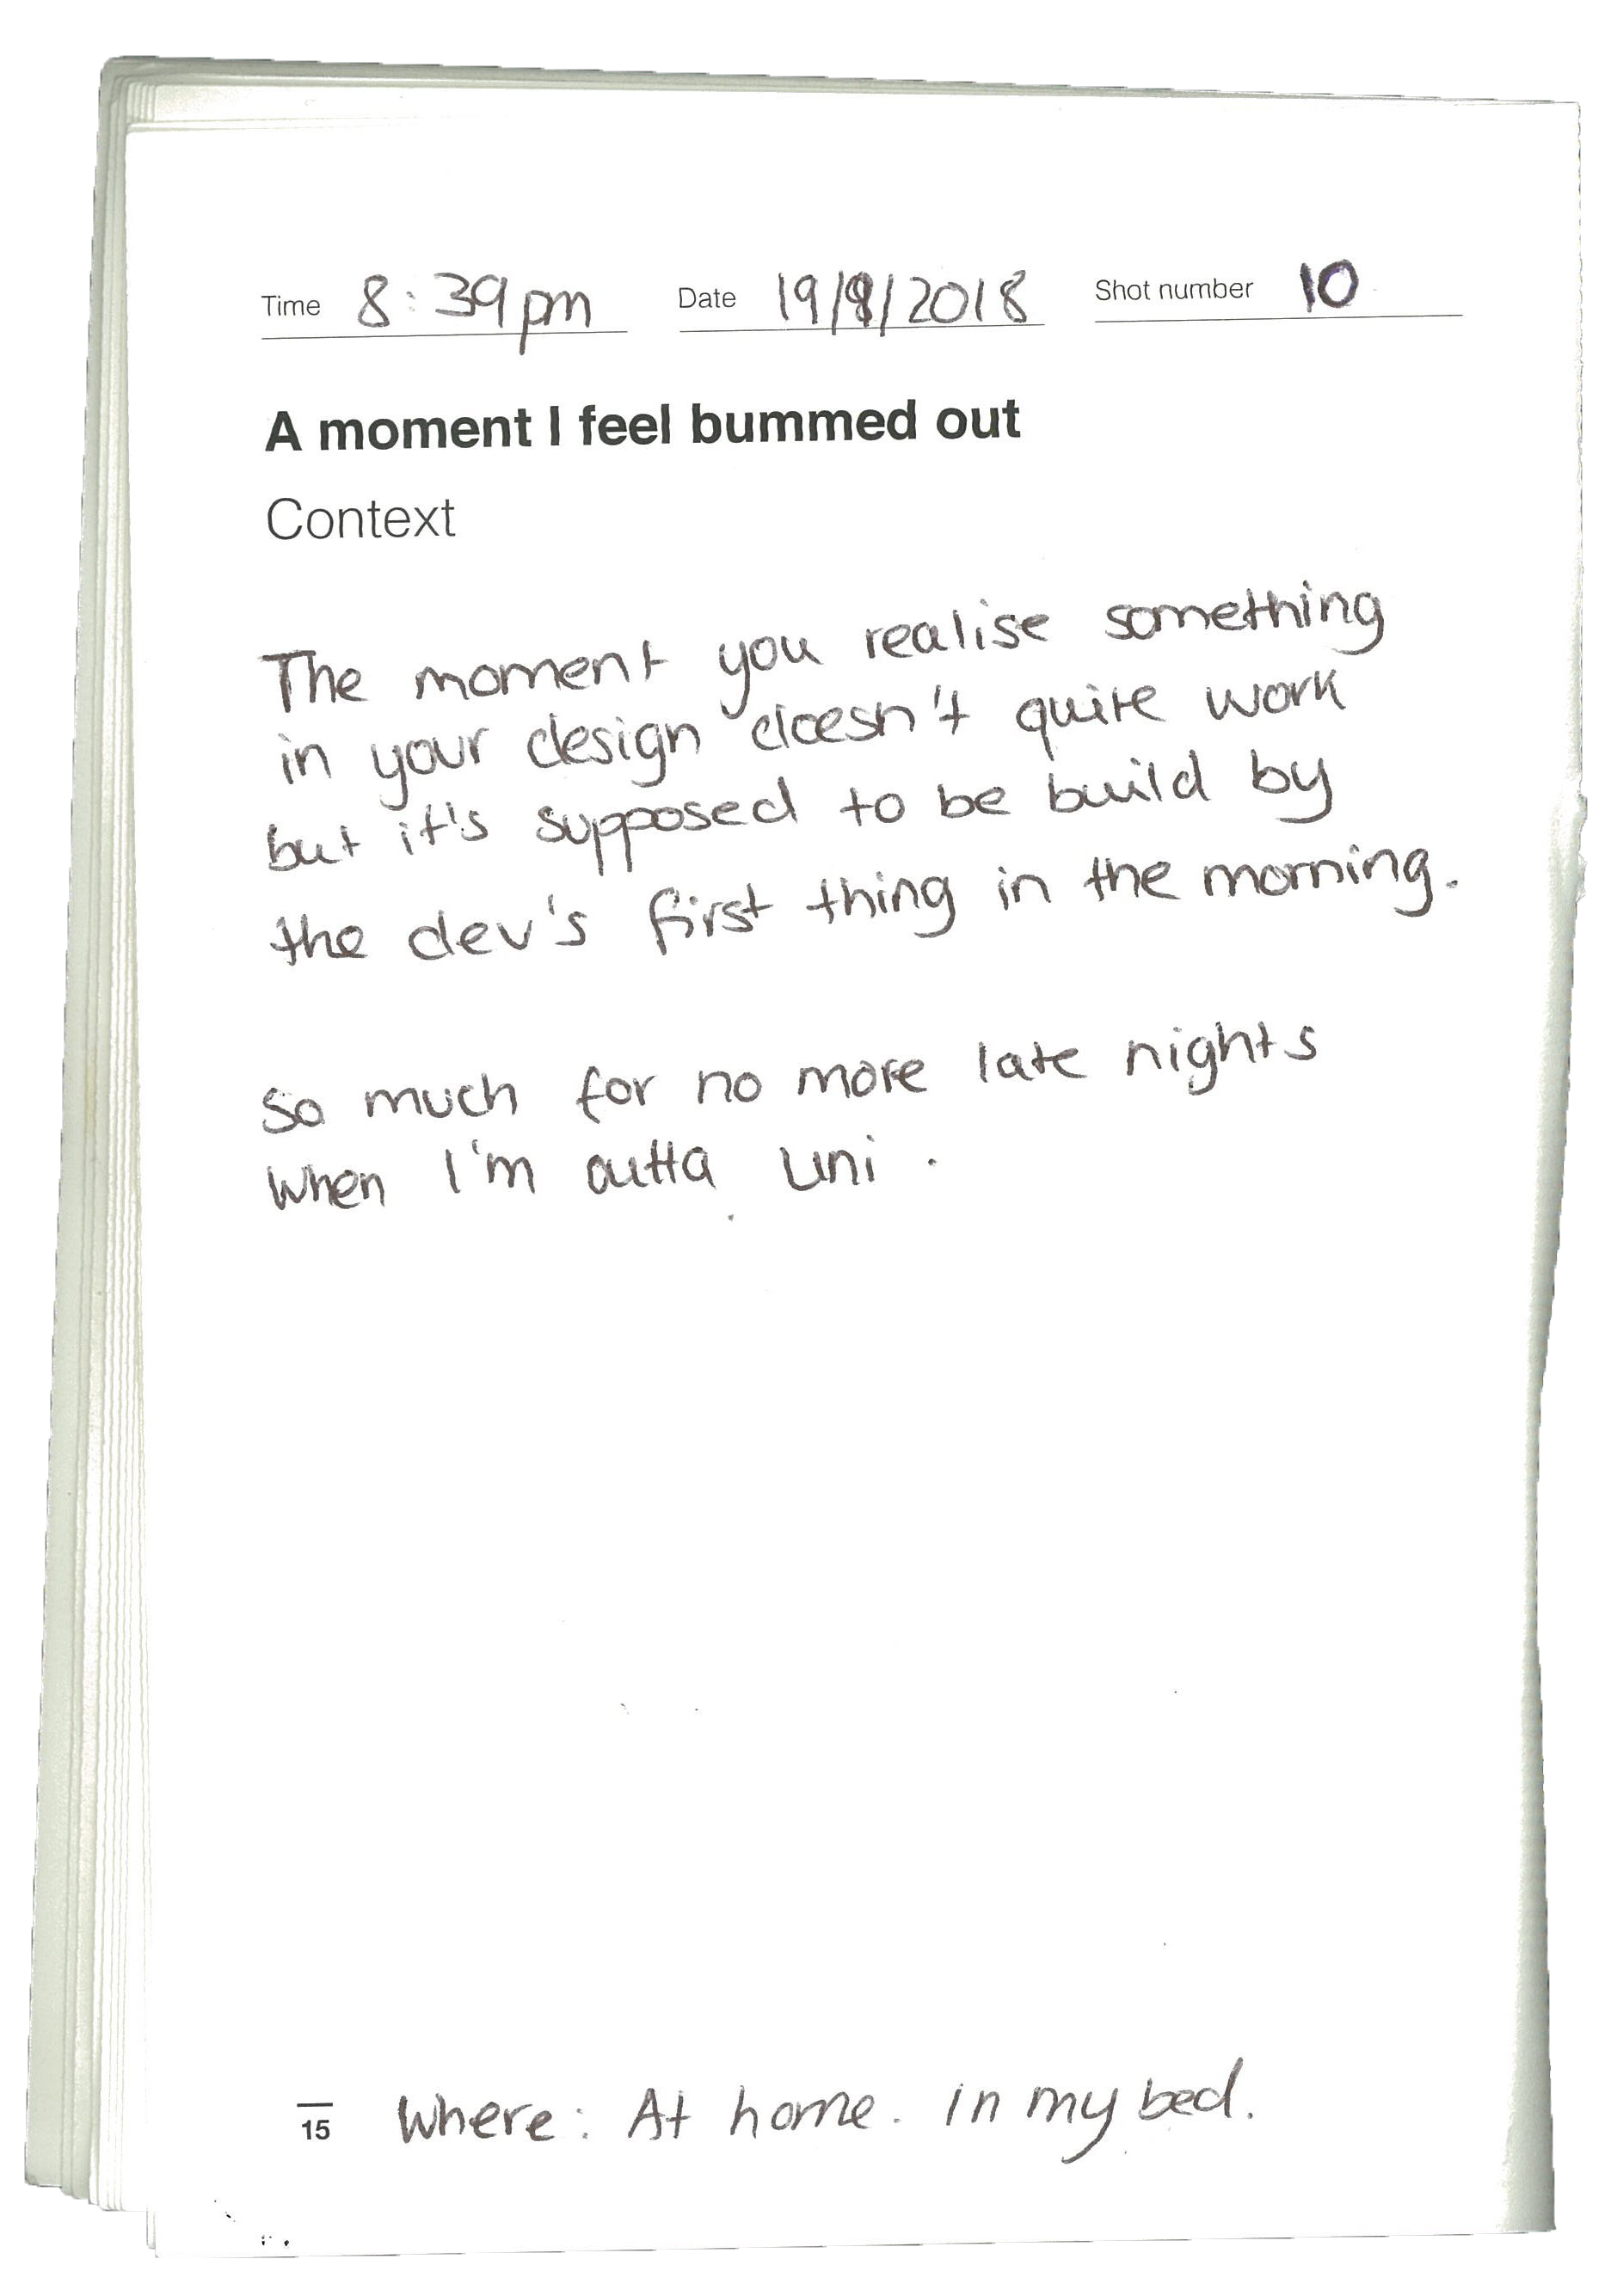 Time 8:39pm Date 19/9/2018 Shot number 10
A moment I feel bummed out
Context
The moment you realise something
in your design doesn't quite work
but it's supposed to be build by
the dev's first thing in the morning.
So much for no more late nights
when I'm outta uni.
15 Where: At home. in my bed.